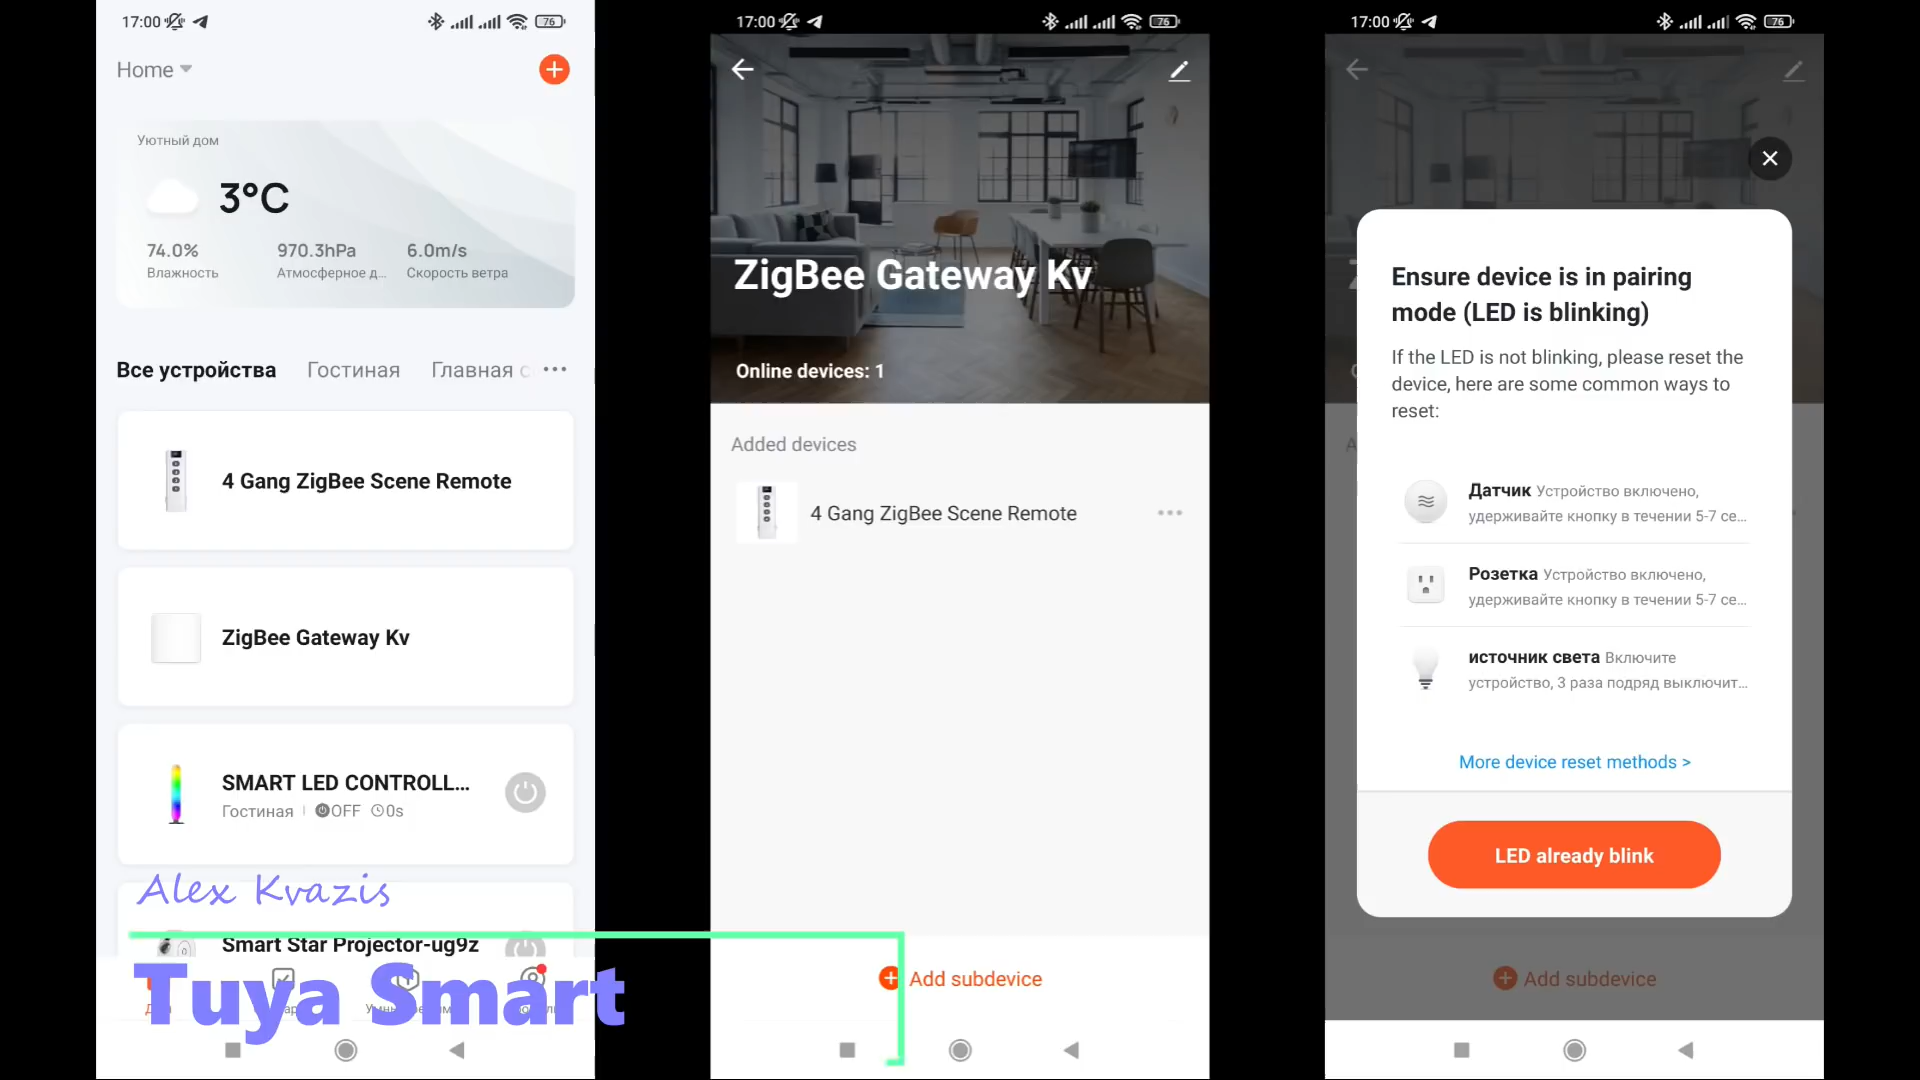 17:00
76
Home
Уютный дом
3°C
74.0% 970.3hPa 6.0m/s
Влажность Атмосферное д... Скорость ветра
Все устройства Гостиная Главная
4 Gang ZigBee Scene Remote
ZigBee Gateway Kv
SMART LED CONTROLL...
Гостиная OFF 0s
Alex Kvazis
Smart Star Projector-ug9z
Tuya Smart
17:00
76
ZigBee Gateway Kv
Online devices: 1
Added devices
4 Gang ZigBee Scene Remote
Add subdevice
17:00
76
Ensure device is in pairing
mode (LED is blinking)
If the LED is not blinking, please reset the
device, here are some common ways to
reset:
Датчик Устройство включено,
удерживайте кнопку в течении 5-7 се...
Розетка Устройство включено,
удерживайте кнопку в течении 5-7 се...
источник света Включите
устройство, 3 раза подряд выключит...
More device reset methods >
LED already blink
Add subdevice